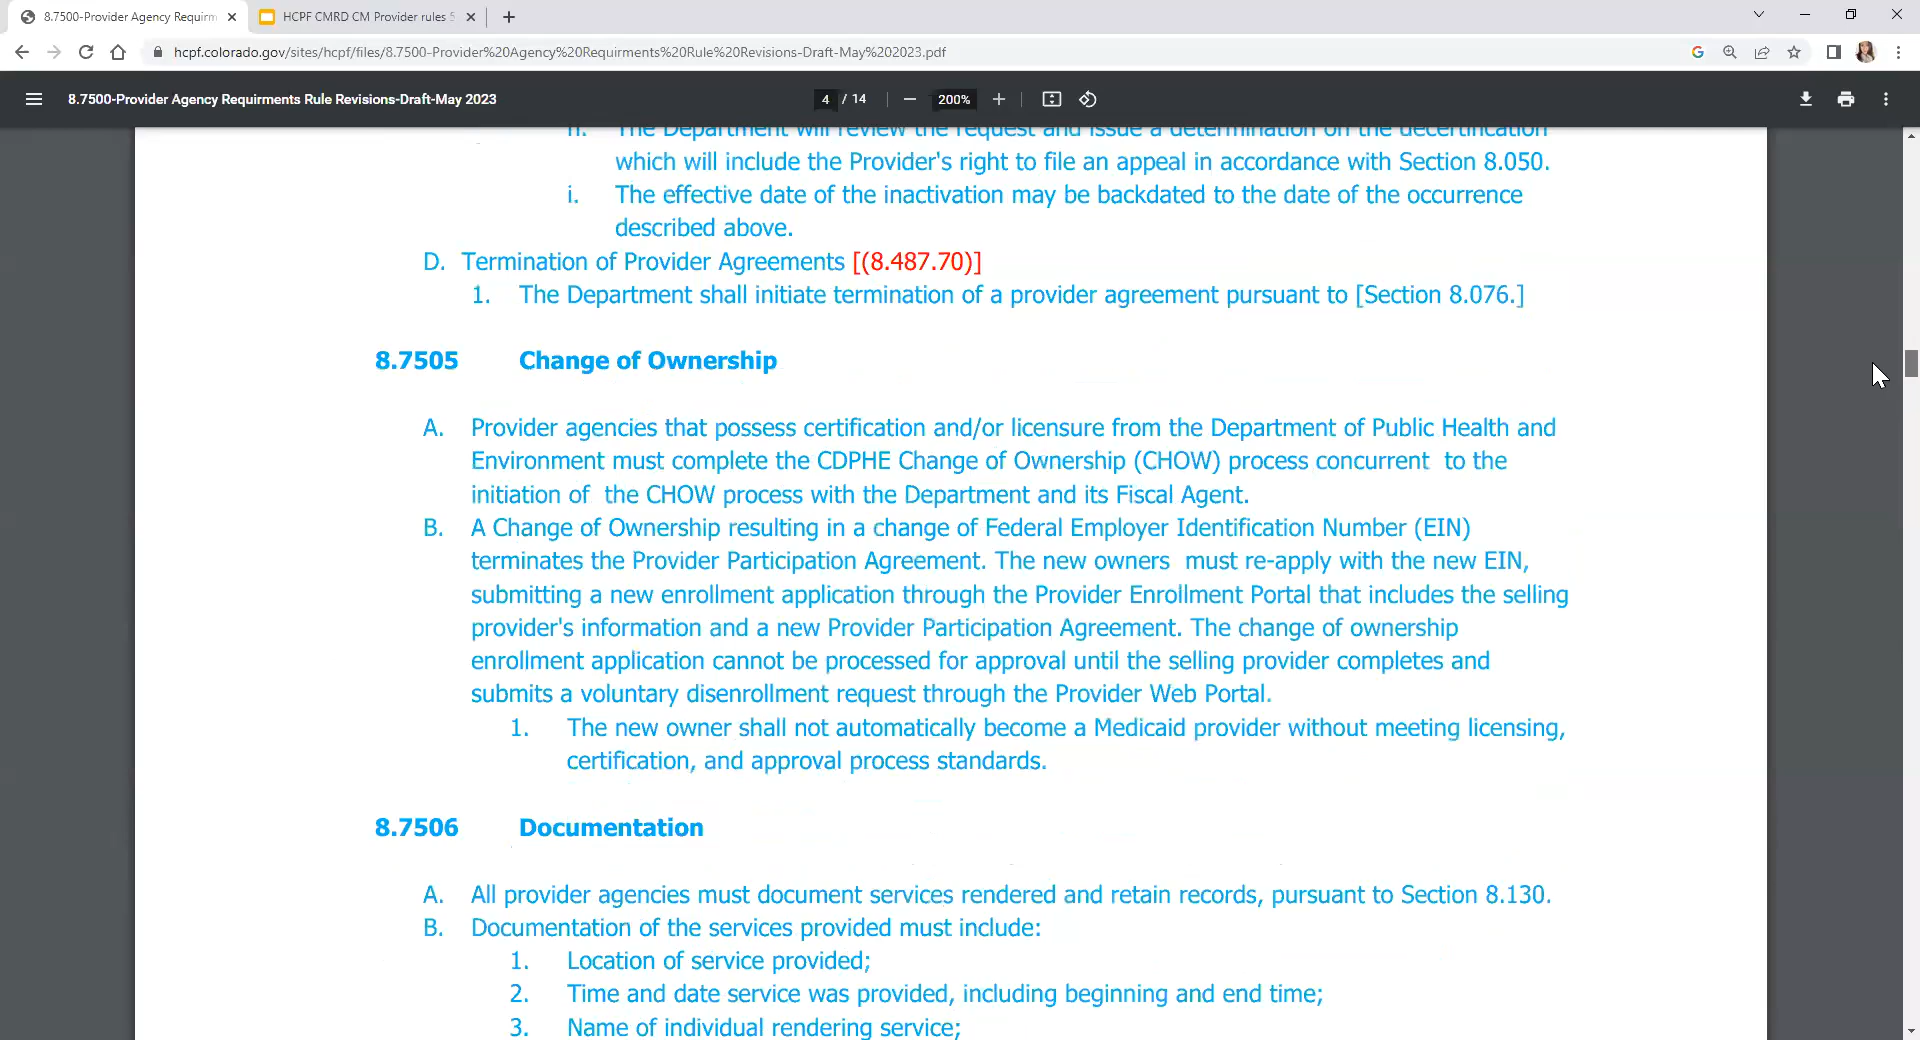 8.7500-Provider Agency Requirm
HCPF CMRD CM Provider rules 5
hcpf.colorado.gov/sites/hcpf/files/8.7500-Provider%20Agency%20Requirments%20Rule%20Revisions-Draft-May%202023.pdf
8.7500-Provider Agency Requirments Rule Revisions-Draft-May 2023
4 / 14
200%
h. The Department will review the request and issue a determination on the decertification
which will include the Provider's right to file an appeal in accordance with Section 8.050.
i. The effective date of the inactivation may be backdated to the date of the occurrence
described above.
D. Termination of Provider Agreements [(8.487.70)]
1. The Department shall initiate termination of a provider agreement pursuant to [Section 8.076.]
8.7505 Change of Ownership
A. Provider agencies that possess certification and/or licensure from the Department of Public Health and
Environment must complete the CDPHE Change of Ownership (CHOW) process concurrent to the
initiation of the CHOW process with the Department and its Fiscal Agent.
B. A Change of Ownership resulting in a change of Federal Employer Identification Number (EIN)
terminates the Provider Participation Agreement. The new owners must re-apply with the new EIN,
submitting a new enrollment application through the Provider Enrollment Portal that includes the selling
provider's information and a new Provider Participation Agreement. The change of ownership
enrollment application cannot be processed for approval until the selling provider completes and
submits a voluntary disenrollment request through the Provider Web Portal.
1. The new owner shall not automatically become a Medicaid provider without meeting licensing,
certification, and approval process standards.
8.7506 Documentation
A. All provider agencies must document services rendered and retain records, pursuant to Section 8.130.
B. Documentation of the services provided must include:
1. Location of service provided;
2. Time and date service was provided, including beginning and end time;
3. Name of individual rendering service;